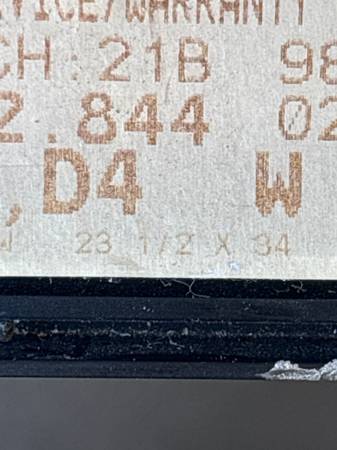 VICE/WARRANTY
CH: 21B 98
2.844 02
,D4 W
W 23 1/2 X 34